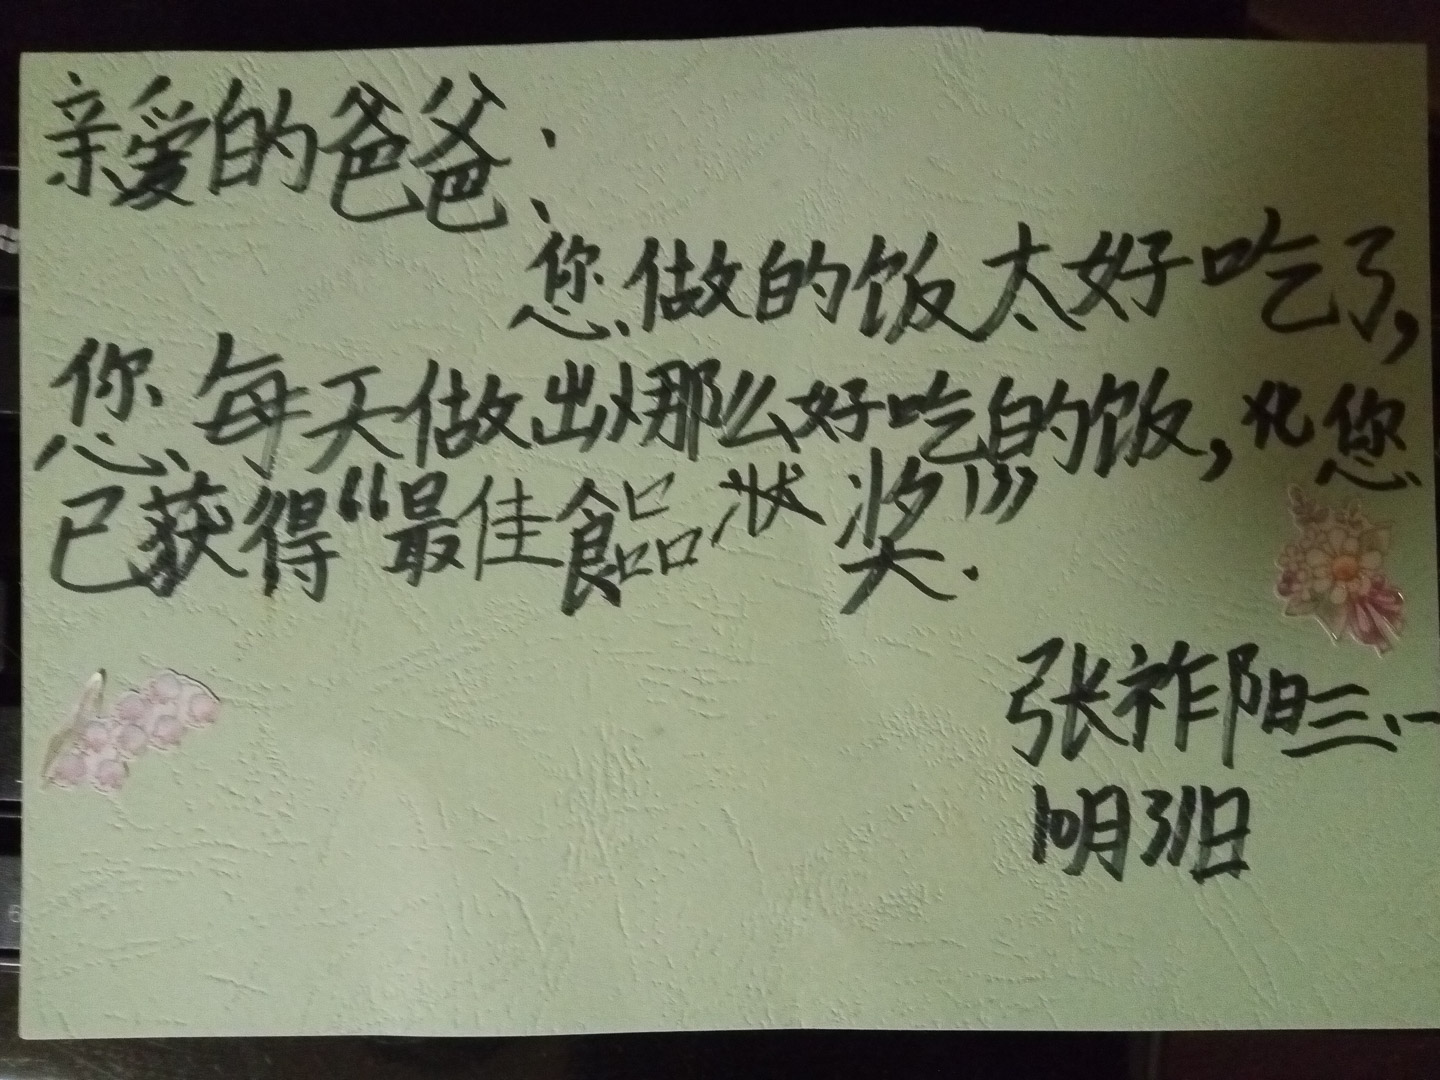 亲爱的爸爸:
您做的饭太好吃了,
您每天做出那么好吃的饭,您
已获得“最佳食品状奖”.
张祚阳三.一
10月31日